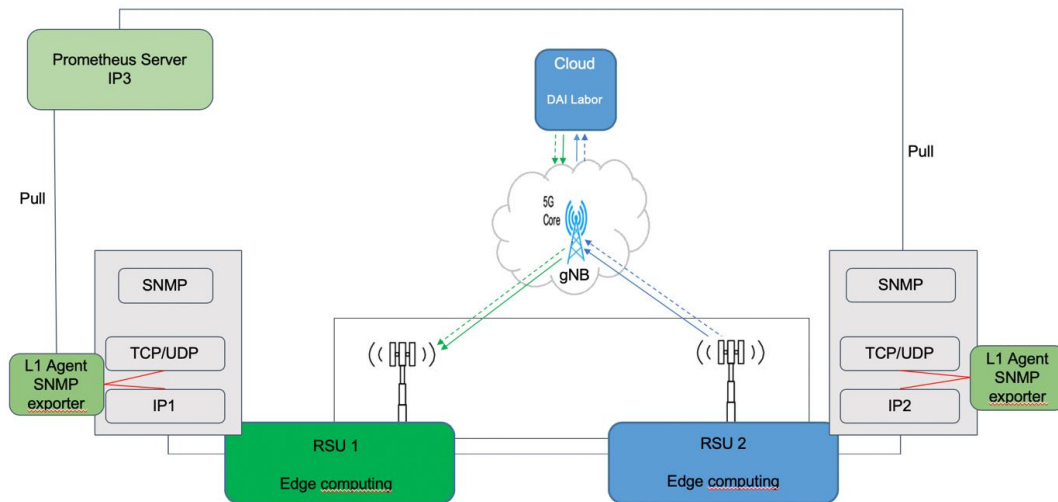 Prometheus Server
IP3
Cloud
DAI Labor
Pull
Pull
5G
Core
gNB
SNMP
TCP/UDP
IP1
L1 Agent
SNMP
exporter
SNMP
TCP/UDP
IP2
L1 Agent
SNMP
exporter
RSU 1
Edge computing
RSU 2
Edge computing